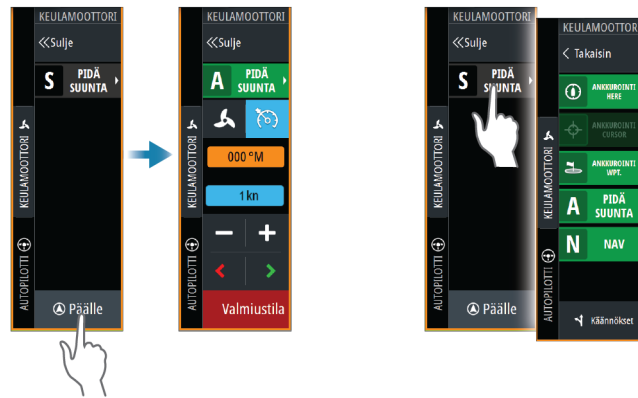 KEULAMOOTTORI
Sulje
S PIDÄ
SUUNTA
KEULAMOOTTORI
AUTOPILOTTI
Päälle
KEULAMOOTTORI
Sulje
A PIDÄ
SUUNTA
000 °M
1 kn
KEULAMOOTTORI
AUTOPILOTTI
Valmiustila
KEULAMOOTTORI
Sulje
S PIDÄ
SUUNTA
KEULAMOOTTORI
AUTOPILOTTI
Päälle
KEULAMOOTTOR
Takaisin
ANKKUROINTI
HERE
ANKKUROINTI
CURSOR
ANKKUROINTI
WPT.
A PIDÄ
SUUNTA
N NAV
KEULAMOOTTORI
AUTOPILOTTI
Käännökset